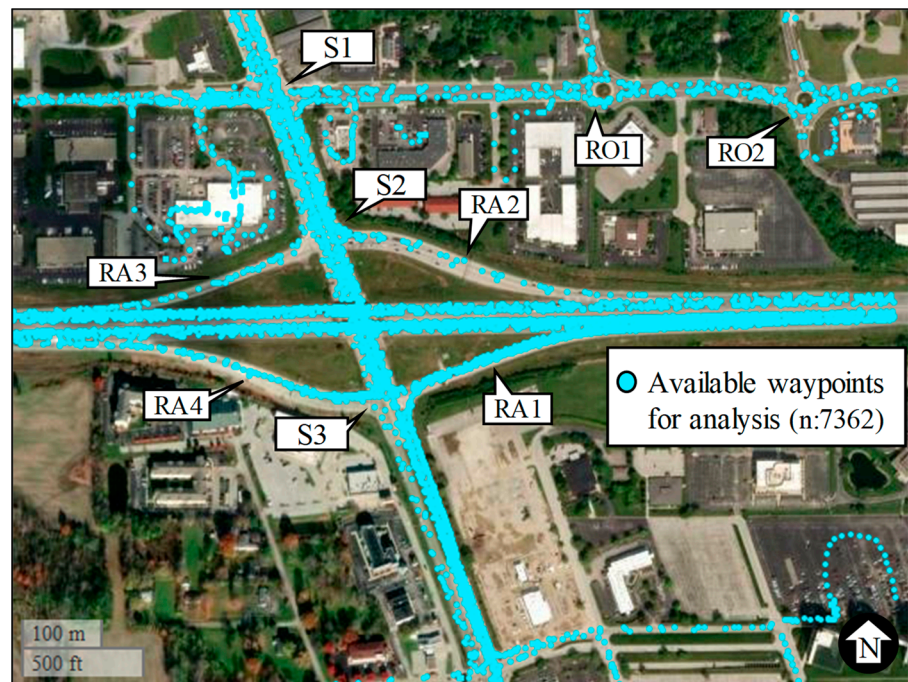 S1
RO1
RO2
S2
RA2
RA3
Available waypoints
for analysis (n:7362)
RA4
RA1
S3
100 m
500 ft
N